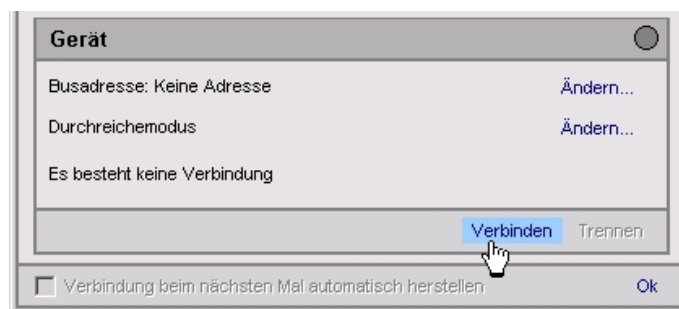 Gerät
Busadresse: Keine Adresse Ändern...
Durchreichemodus Ändern...
Es besteht keine Verbindung
Verbinden Trennen
Verbindung beim nächsten Mal automatisch herstellen Ok